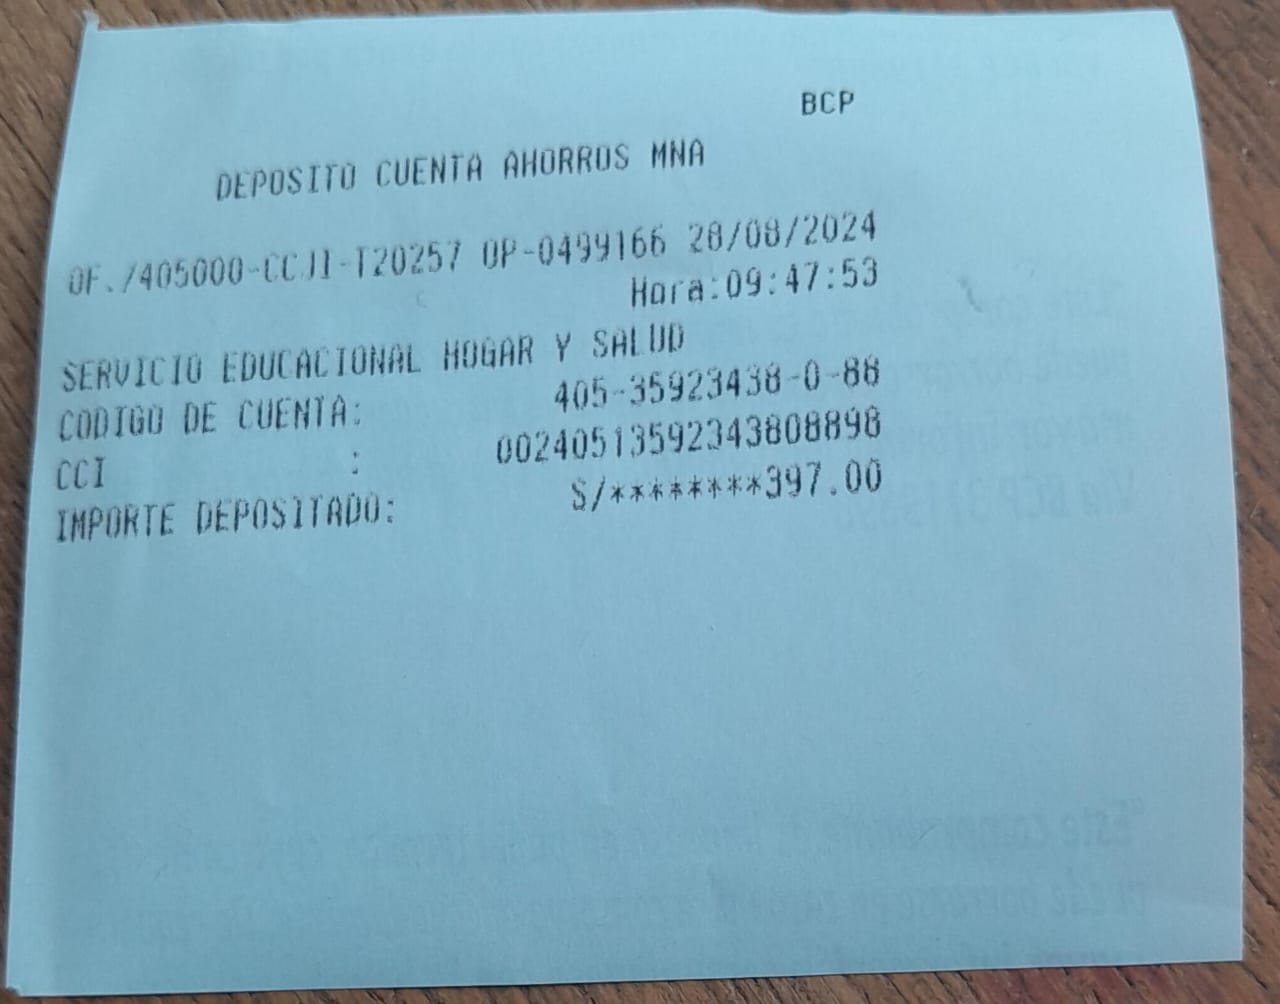 BCP
DEPOSITO CUENTA AHORROS MNA
OF./405000-CCJ1-T20257 OP-0499166 28/08/2024
Hora:09:47:53
SERVICIO EDUCACIONAL HOGAR Y SALUD
CODIGO DE CUENTA: 405-35923438-0-88
CCI : 00240513592343808898
IMPORTE DEPOSITADO: S/********397.00